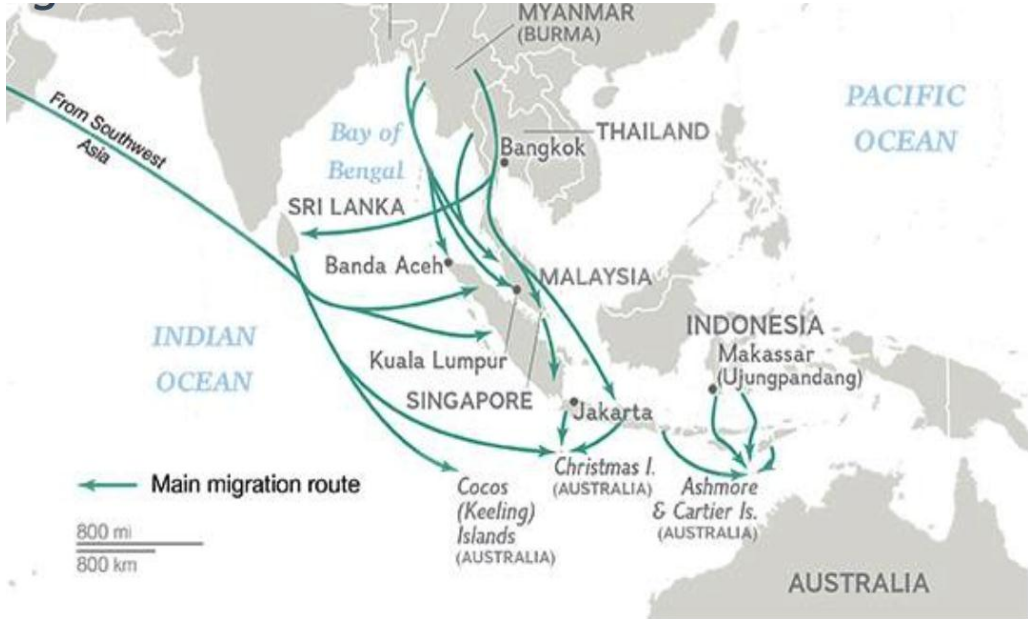 MYANMAR
(BURMA)
PACIFIC
OCEAN
From Southwest
Asia
Bay of
Bengal
THAILAND
Bangkok
SRI LANKA
Banda Aceh
MALAYSIA
INDIAN
OCEAN
INDONESIA
Makassar
(Ujungpandang)
Kuala Lumpur
SINGAPORE
Jakarta
Christmas I.
(AUSTRALIA)
Ashmore
& Cartier Is.
(AUSTRALIA)
Main migration route
Cocos
(Keeling)
Islands
(AUSTRALIA)
800 mi
800 km
AUSTRALIA